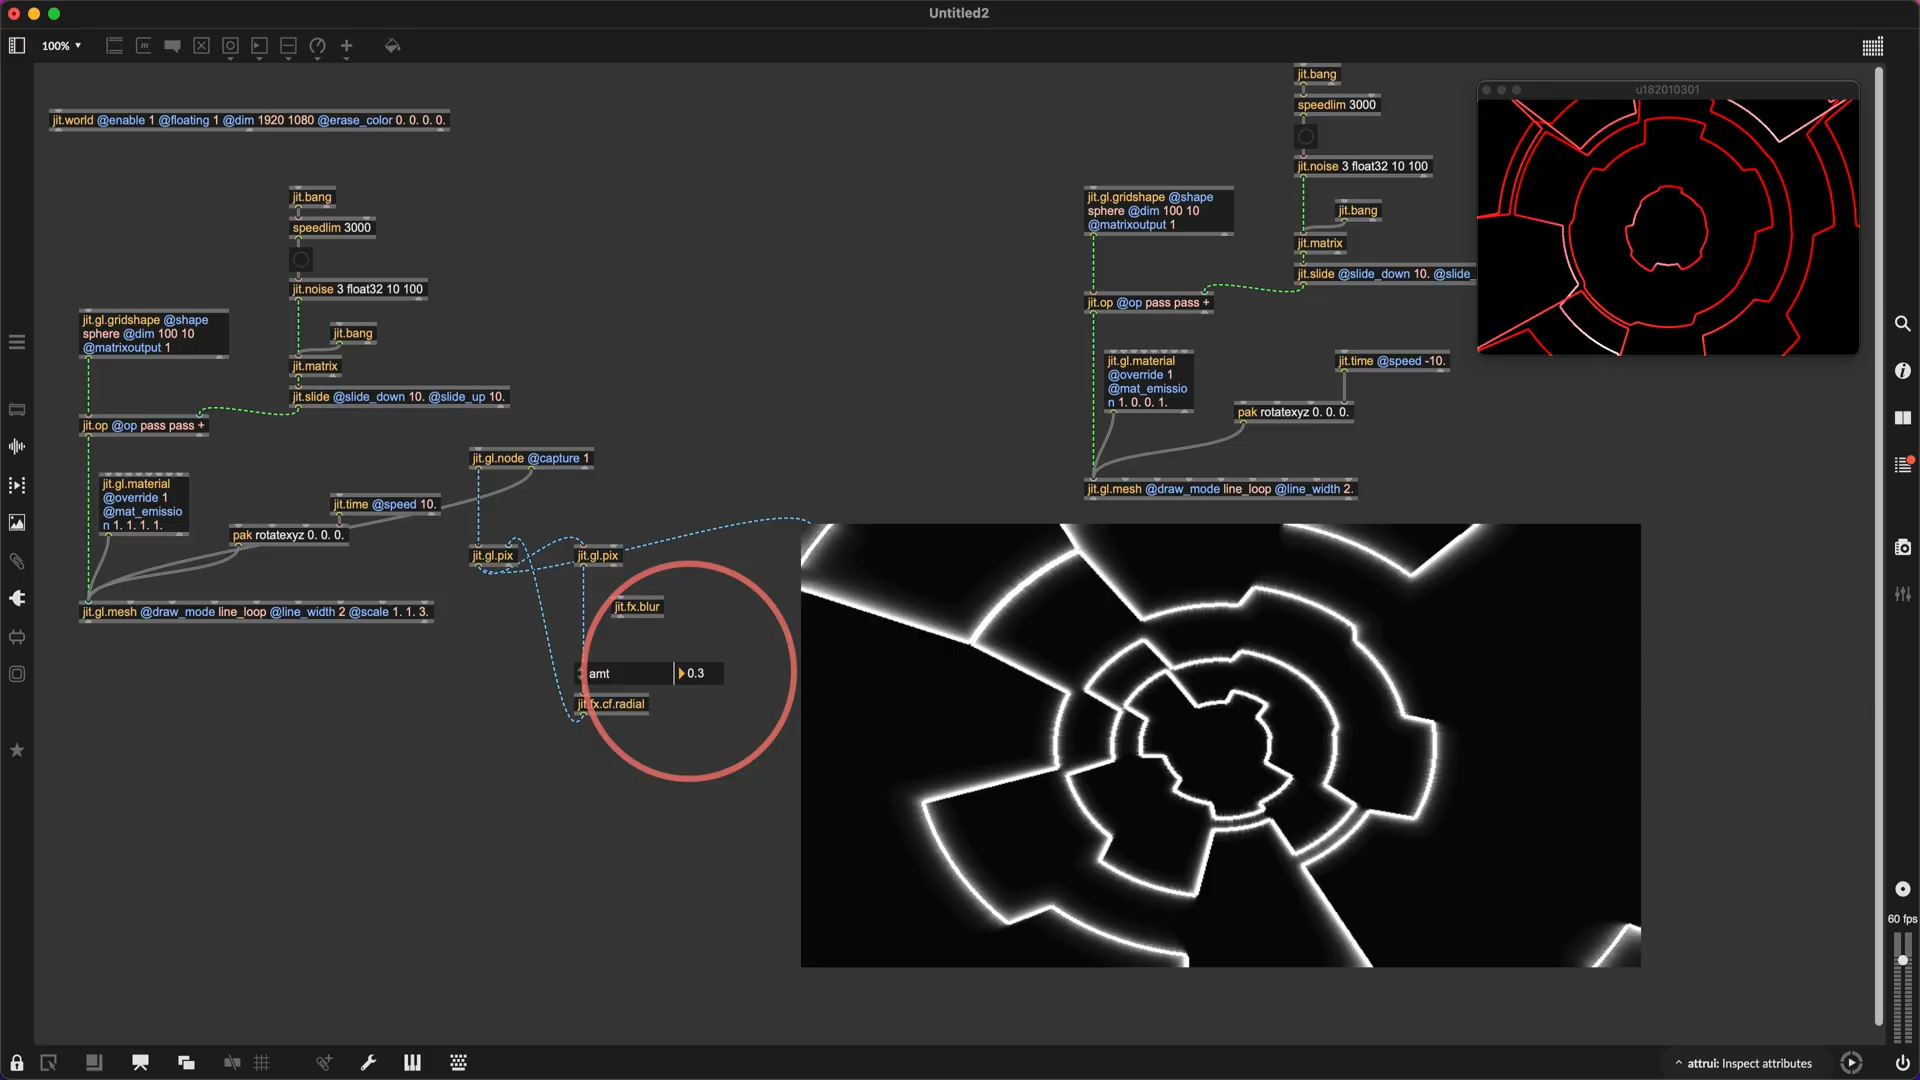 Untitled2
100%
jit.world @enable 1 @floating 1 @dim 1920 1080 @erase_color 0. 0. 0. 0.
jit.bang
speedlim 3000
jit.noise 3 float32 10 100
jit.bang
jit.matrix
jit.slide @slide_down 10. @slide_up 10.
jit.gl.gridshape @shape
sphere @dim 100 10
@matrixoutput 1
jit.op @op pass pass +
jit.gl.material
@override 1
@mat_emissio
n 1. 1. 1. 1.
jit.time @speed 10.
pak rotatexyz 0. 0. 0.
jit.gl.mesh @draw_mode line_loop @line_width 2 @scale 1. 1. 3.
jit.gl.node @capture 1
jit.gl.pix
jit.gl.pix
jit.fx.blur
amt
0.3
jit.fx.cf.radial
jit.bang
speedlim 3000
jit.noise 3 float32 10 100
jit.bang
jit.matrix
jit.slide @slide_down 10. @slide_
jit.gl.gridshape @shape
sphere @dim 100 10
@matrixoutput 1
jit.op @op pass pass +
jit.gl.material
@override 1
@mat_emissio
n 1. 0. 0. 1.
jit.time @speed -10.
pak rotatexyz 0. 0. 0.
jit.gl.mesh @draw_mode line_loop @line_width 2.
u182010301
60 fps
attrui: Inspect attributes